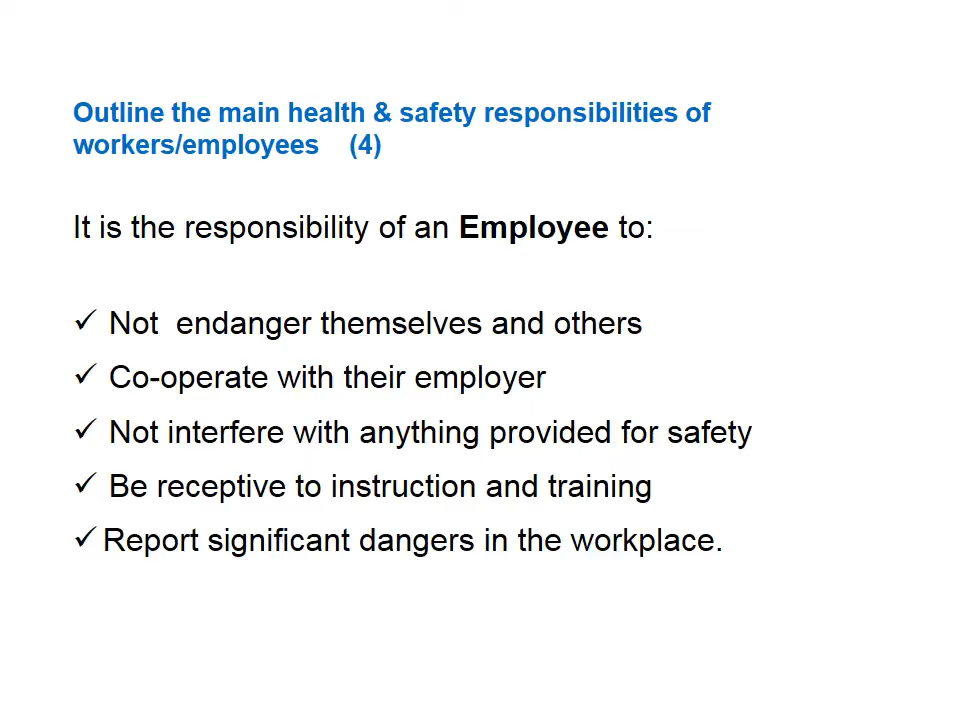 Outline the main health & safety responsibilities of
workers/employees (4)
It is the responsibility of an Employee to:
✓ Not endanger themselves and others
✓ Co-operate with their employer
✓ Not interfere with anything provided for safety
✓ Be receptive to instruction and training
✓ Report significant dangers in the workplace.